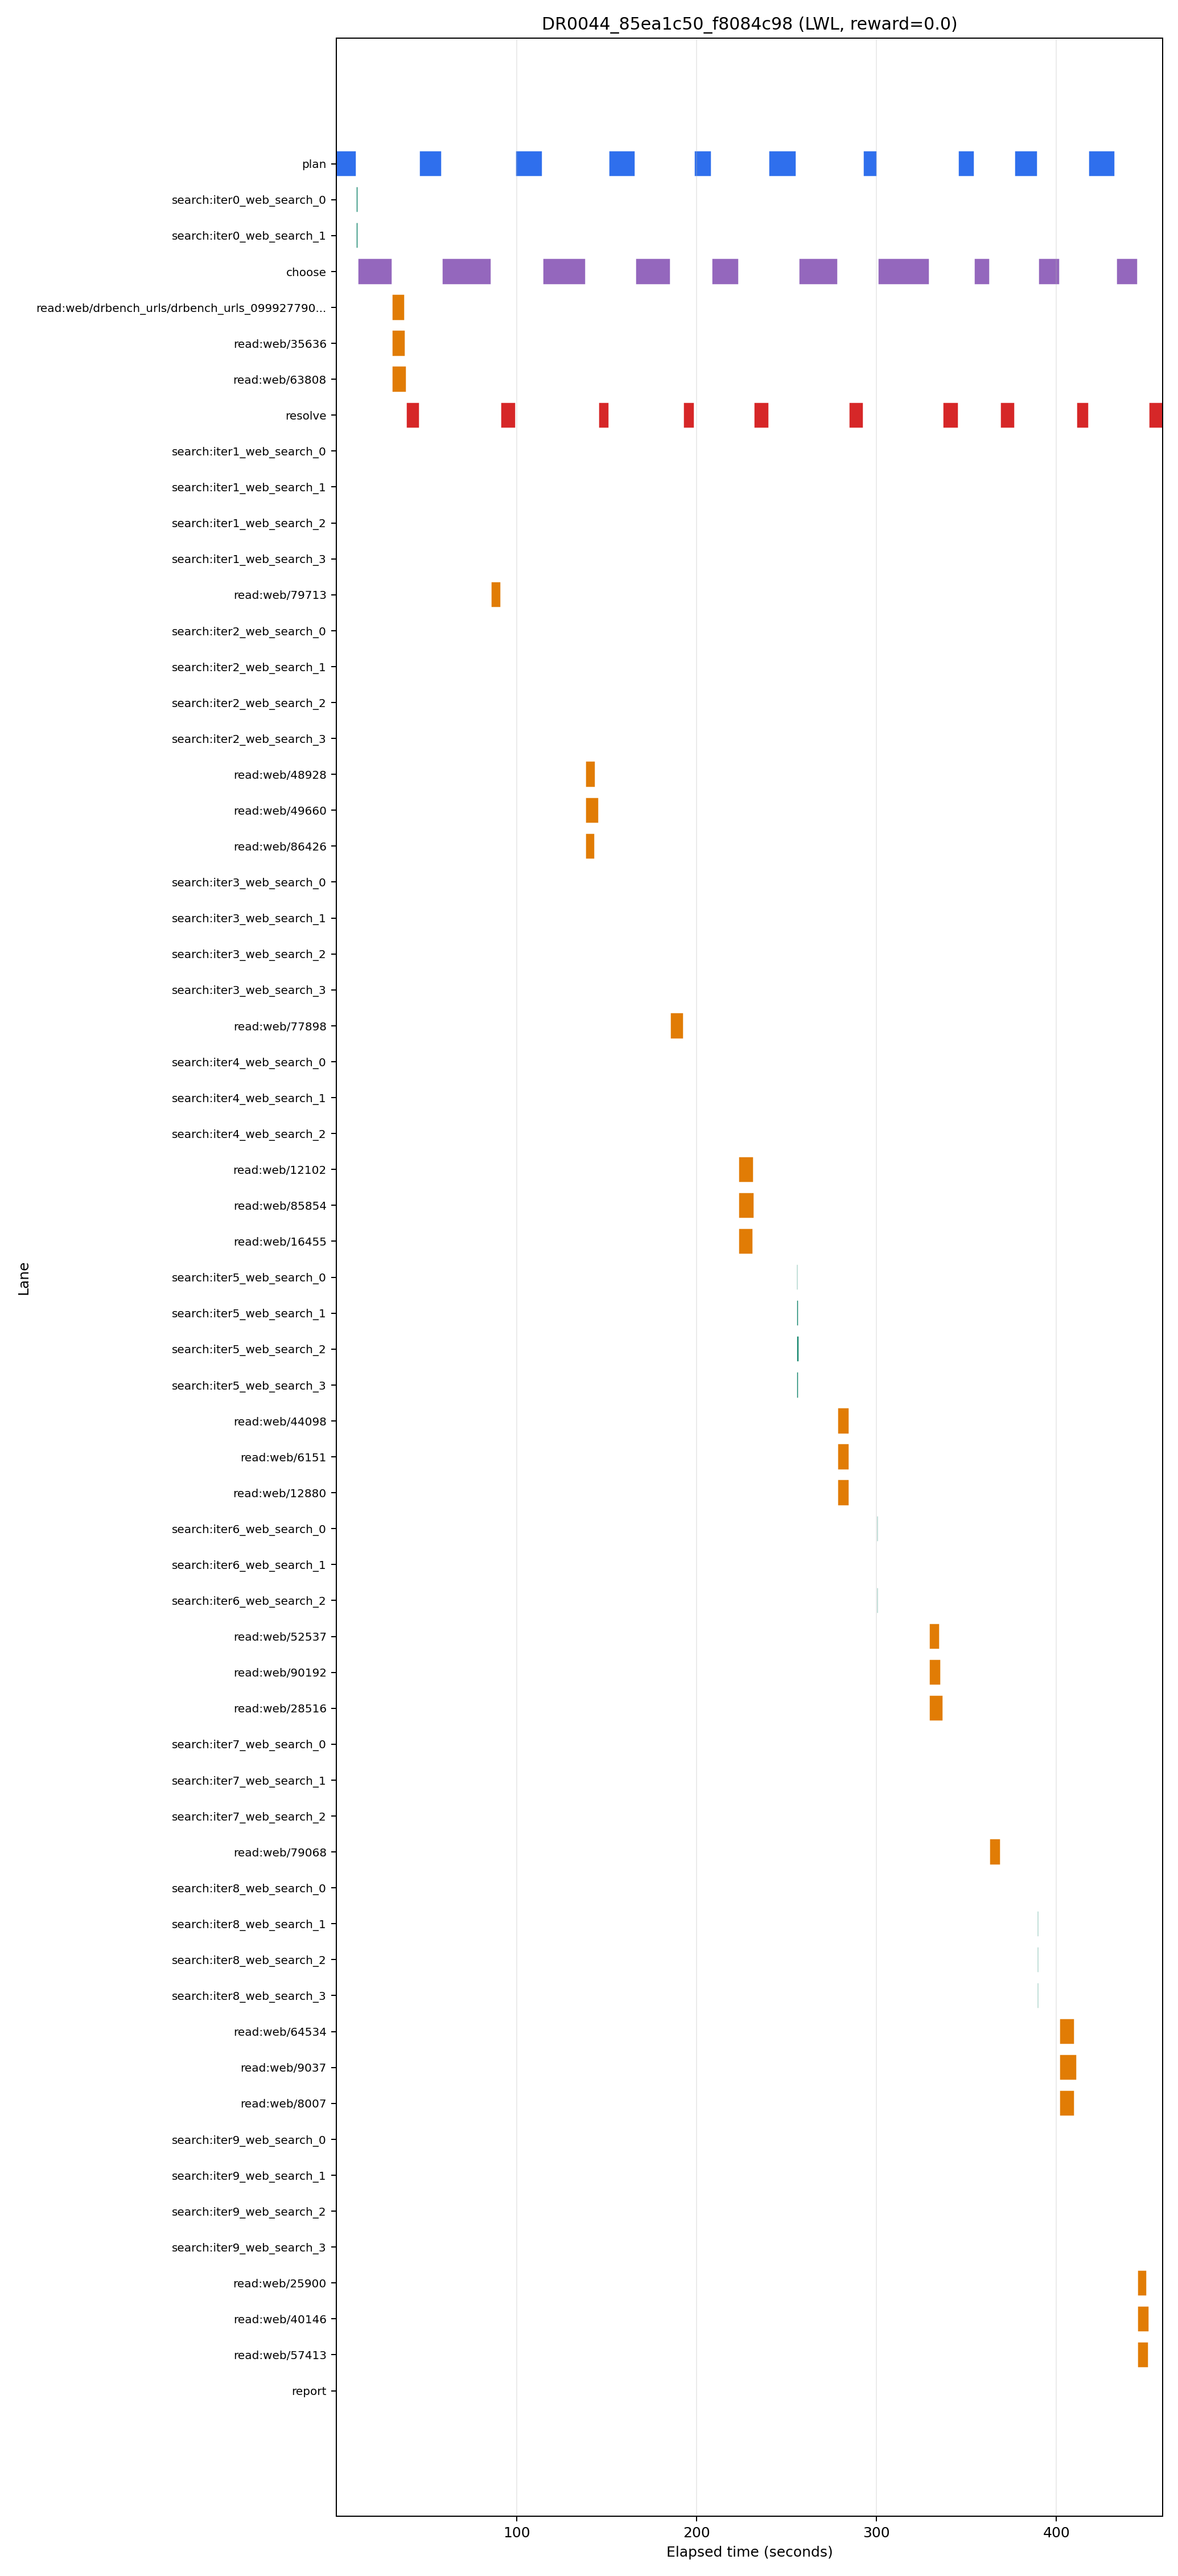 DR0044_85ea1c50_f8084c98 (LWL, reward=0.0)
plan
search:iter0_web_search_0
search:iter0_web_search_1
choose
read:web/drbench_urls/drbench_urls_099927790...
read:web/35636
read:web/63808
resolve
search:iter1_web_search_0
search:iter1_web_search_1
search:iter1_web_search_2
search:iter1_web_search_3
read:web/79713
search:iter2_web_search_0
search:iter2_web_search_1
search:iter2_web_search_2
search:iter2_web_search_3
read:web/48928
read:web/49660
read:web/86426
search:iter3_web_search_0
search:iter3_web_search_1
search:iter3_web_search_2
search:iter3_web_search_3
read:web/77898
search:iter4_web_search_0
search:iter4_web_search_1
search:iter4_web_search_2
read:web/12102
read:web/85854
read:web/16455
Lane
search:iter5_web_search_0
search:iter5_web_search_1
search:iter5_web_search_2
search:iter5_web_search_3
read:web/44098
read:web/6151
read:web/12880
search:iter6_web_search_0
search:iter6_web_search_1
search:iter6_web_search_2
read:web/52537
read:web/90192
read:web/28516
search:iter7_web_search_0
search:iter7_web_search_1
search:iter7_web_search_2
read:web/79068
search:iter8_web_search_0
search:iter8_web_search_1
search:iter8_web_search_2
search:iter8_web_search_3
read:web/64534
read:web/9037
read:web/8007
search:iter9_web_search_0
search:iter9_web_search_1
search:iter9_web_search_2
search:iter9_web_search_3
read:web/25900
read:web/40146
read:web/57413
report
100 200 300 400
Elapsed time (seconds)